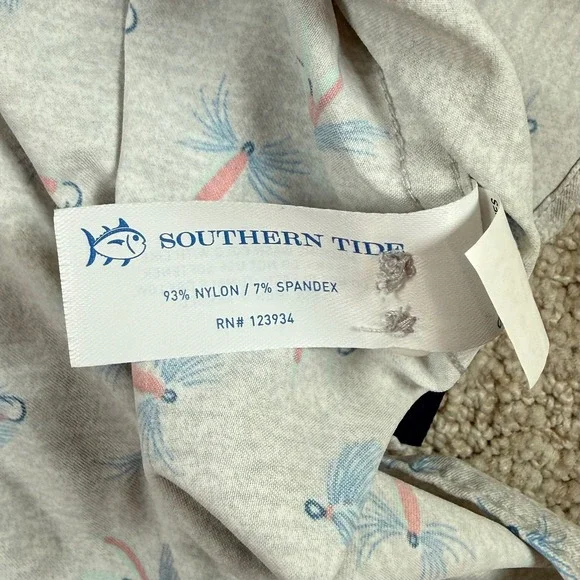 SOUTHERN TIDE
93% NYLON / 7% SPANDEX
RN# 123934